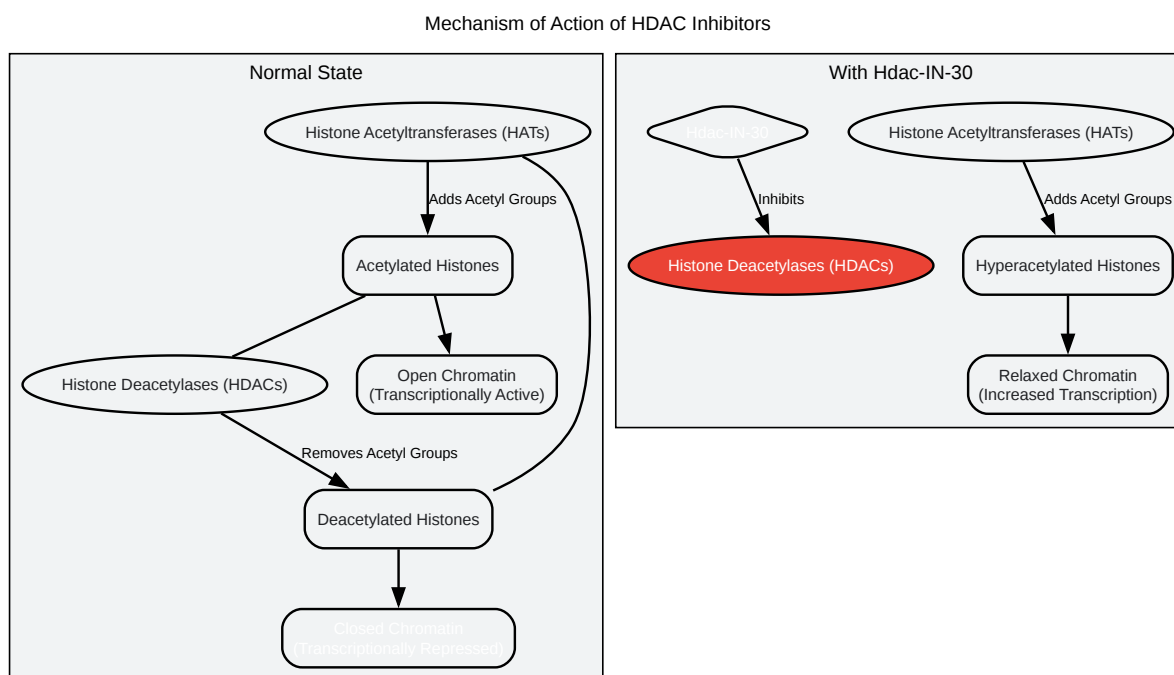 Mechanism of Action of HDAC Inhibitors
Normal State
Histone Acetyltransferases (HATs)
Adds Acetyl Groups
Acetylated Histones
Histone Deacetylases (HDACs)
Open Chromatin
(Transcriptionally Active)
Removes Acetyl Groups
Deacetylated Histones
Closed Chromatin
(Transcriptionally Repressed)
With Hdac-IN-30
Hdac-IN-30
Histone Acetyltransferases (HATs)
Inhibits
Adds Acetyl Groups
Histone Deacetylases (HDACs)
Hyperacetylated Histones
Relaxed Chromatin
(Increased Transcription)